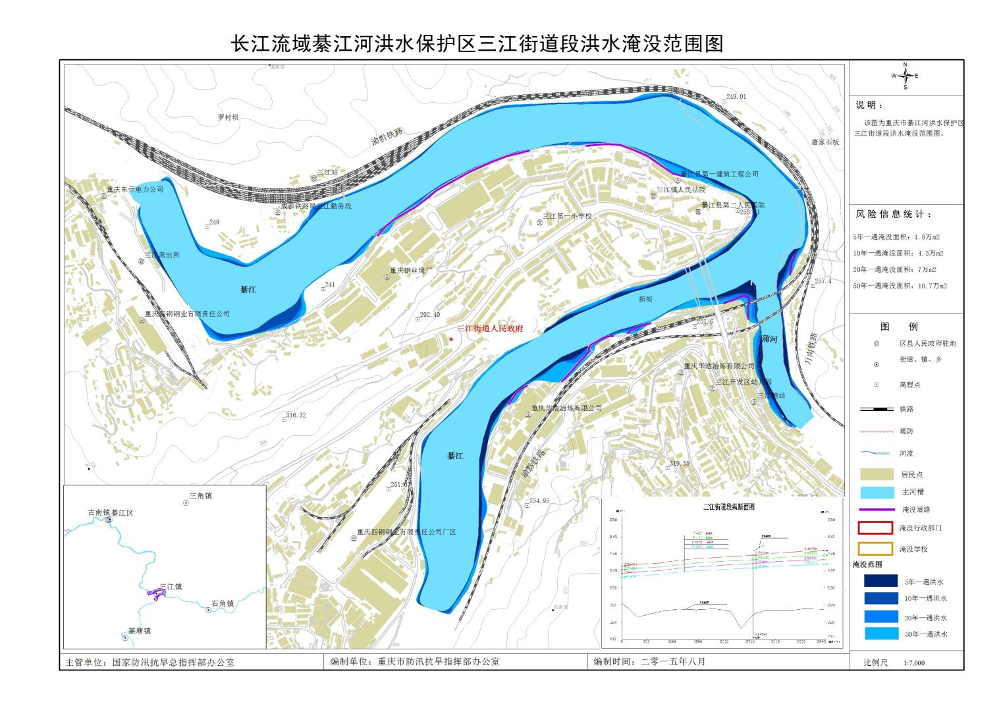 长江流域綦江河洪水保护区三江街道段洪水淹没范围图
N
W E
S
说明：
该图为重庆市綦江河洪水保护区
三江街道段洪水淹没范围图。
风险信息统计：
5年一遇淹没面积：1.8万m2
10年一遇淹没面积：4.3万m2
20年一遇淹没面积：7万m2
50年一遇淹没面积：10.7万m2
图 例
区县人民政府驻地
街道、镇、乡
高程点
铁路
堤防
河流
居民点
主河槽
淹没道路
淹没行政部门
淹没学校
淹没范围
5年一遇洪水
10年一遇洪水
20年一遇洪水
50年一遇洪水
比例尺 1:7,000
罗村坝
渝黔铁路
249.01
唐家石板
三江站
重庆东元电力公司
成都铁路局三江勤务段
綦江县第一建筑工程公司
三江镇人民法院
綦江县第二人民医院
三江第一小学校
249
三江派出所
重庆钢丝绳厂
綦江
241
257.4
新街
重庆四钢钢业有限责任公司
292.49
251.6
三江街道人民政府
蒲河
万南铁路
重庆华浩冶炼有限公司
三江开发区幼儿园
三江粮站
重庆华浩冶炼有限公司
316.32
綦江
渝黔铁路
319.55
254.95
重庆四钢钢业有限责任公司厂区
350
375
三角镇
古南镇
綦江区
三江镇
石角镇
篆塘镇
三江街道段纵断面图
主管单位：国家防汛抗旱总指挥部办公室
编制单位：重庆市防汛抗旱指挥部办公室
编制时间：二零一五年八月